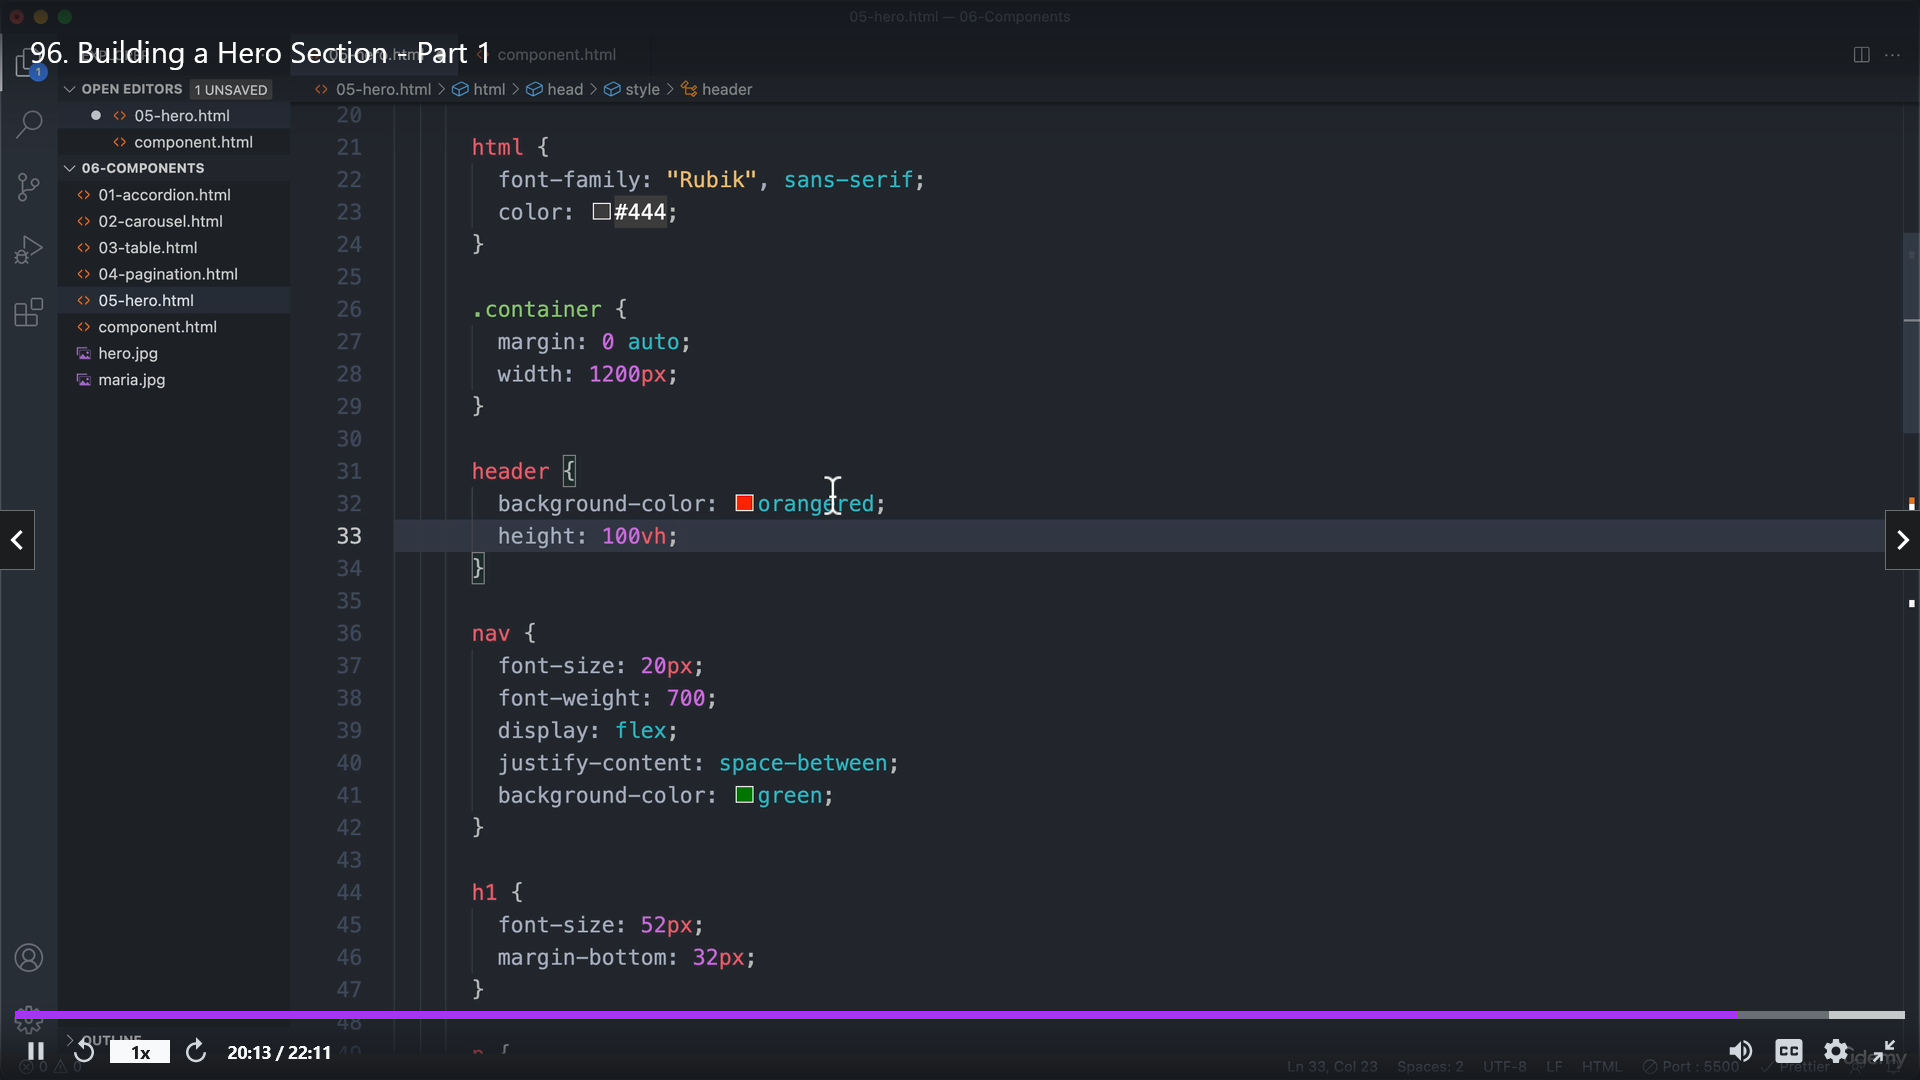 05-hero.html — 06-Components
96. Building a Hero Section - Part 1
component.html
1
OPEN EDITORS 1 UNSAVED
05-hero.html > html > head > style > header
05-hero.html
component.html
06-COMPONENTS
01-accordion.html
02-carousel.html
03-table.html
04-pagination.html
05-hero.html
component.html
hero.jpg
maria.jpg
20
21 html {
22 font-family: "Rubik", sans-serif;
23 color: #444;
24 }
25
26 .container {
27 margin: 0 auto;
28 width: 1200px;
29 }
30
31 header {
32 background-color: orangered;
33 height: 100vh;
34 }
35
36 nav {
37 font-size: 20px;
38 font-weight: 700;
39 display: flex;
40 justify-content: space-between;
41 background-color: green;
42 }
43
44 h1 {
45 font-size: 52px;
46 margin-bottom: 32px;
47 }
48
49 p {
OUTLINE
1x
20:13 / 22:11
CC
udemy
0 0
Ln 33, Col 23 Spaces: 2 UTF-8 LF HTML Port : 5500 Prettier